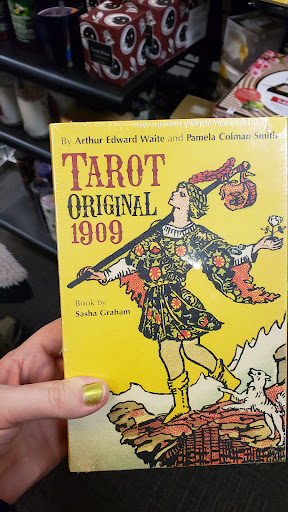 By Arthur Edward Waite and Pamela Colman Smith
TAROT
ORIGINAL
1909
Book by
Sasha Graham